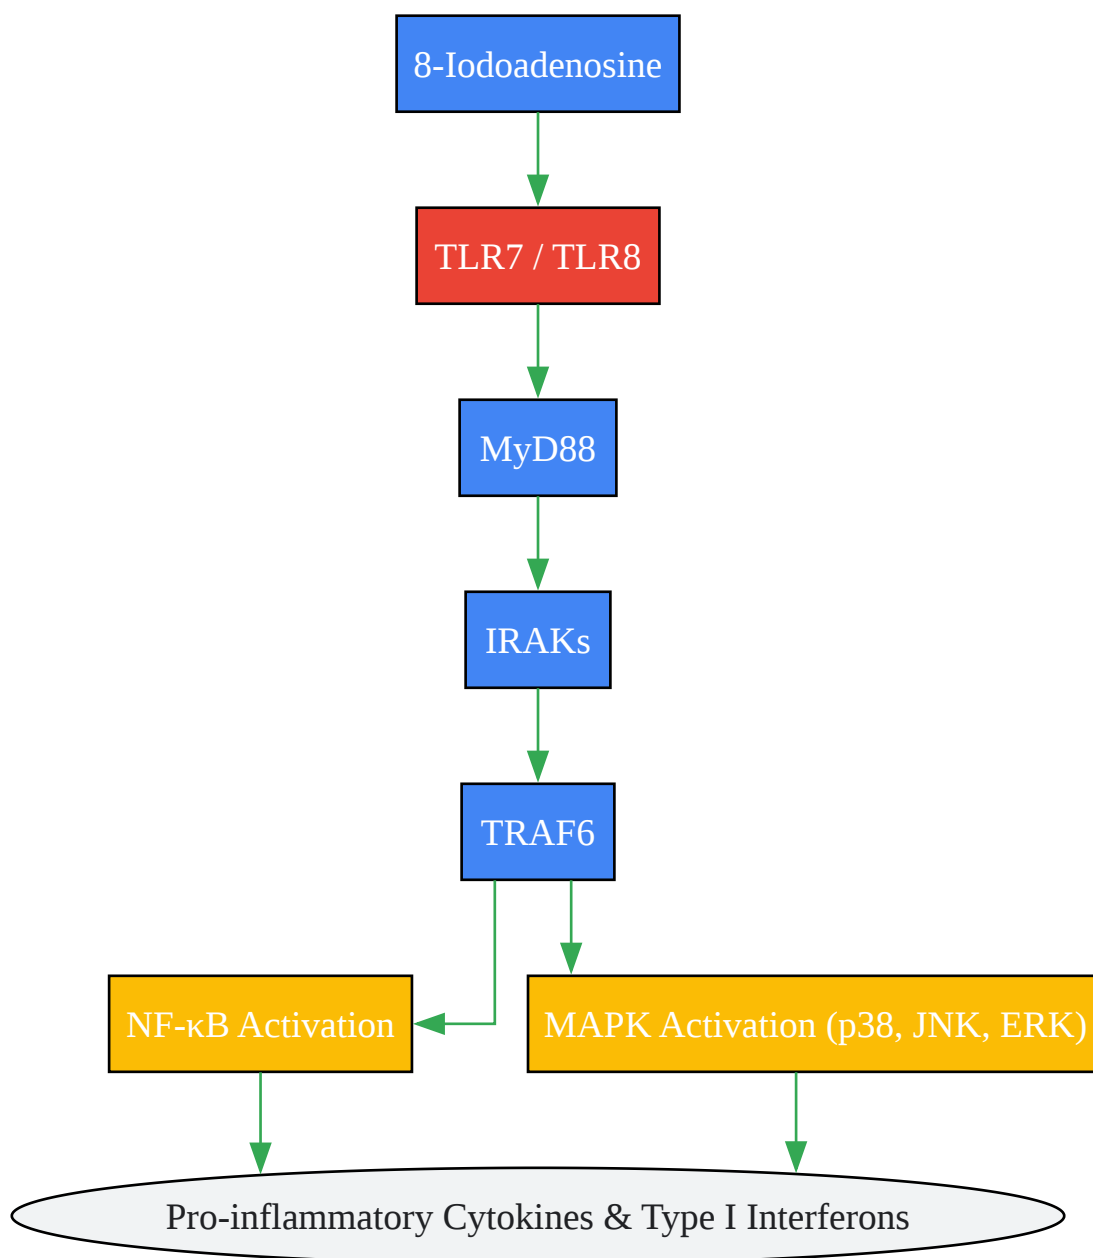 8-Iodoadenosine
TLR7 / TLR8
MyD88
IRAKs
TRAF6
NF-κB Activation
MAPK Activation (p38, JNK, ERK)
Pro-inflammatory Cytokines & Type I Interferons